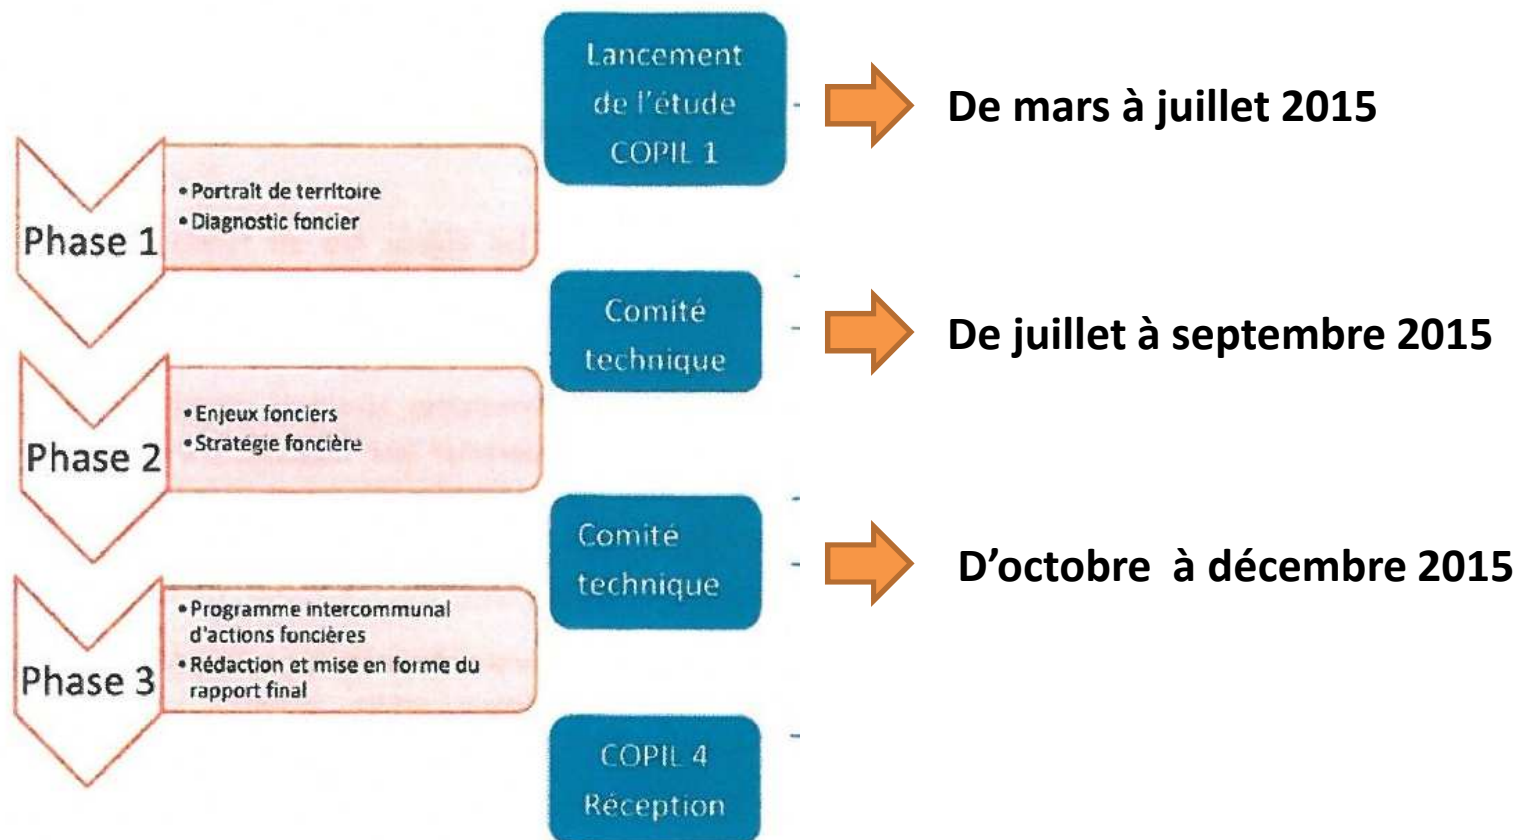 Lancement
de l'étude
COPIL 1
De mars à juillet 2015
Phase 1
• Portrait de territoire
• Diagnostic foncier
Comité
technique
De juillet à septembre 2015
Phase 2
• Enjeux fonciers
• Stratégie foncière
Comité
technique
D’octobre à décembre 2015
Phase 3
• Programme intercommunal
d'actions foncières
• Rédaction et mise en forme du
rapport final
COPIL 4
Réception